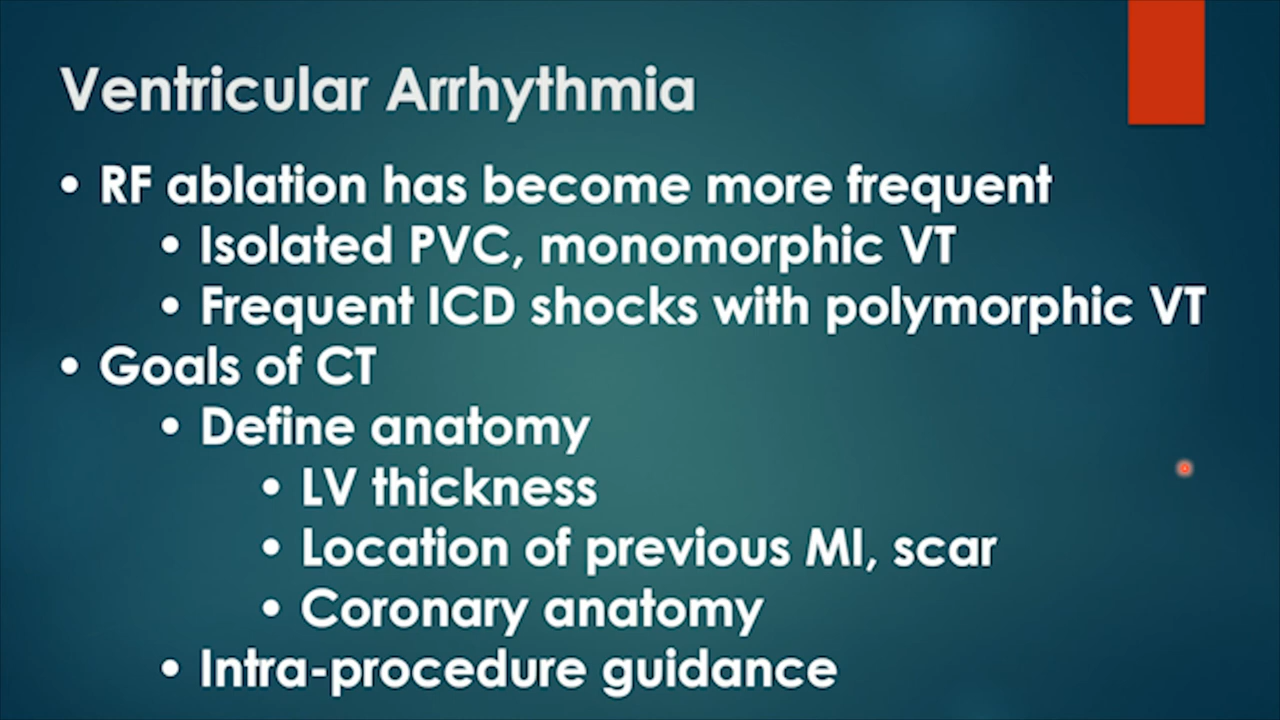 Ventricular Arrhythmia
• RF ablation has become more frequent
• Isolated PVC, monomorphic VT
• Frequent ICD shocks with polymorphic VT
• Goals of CT
• Define anatomy
• LV thickness
• Location of previous MI, scar
• Coronary anatomy
• Intra-procedure guidance